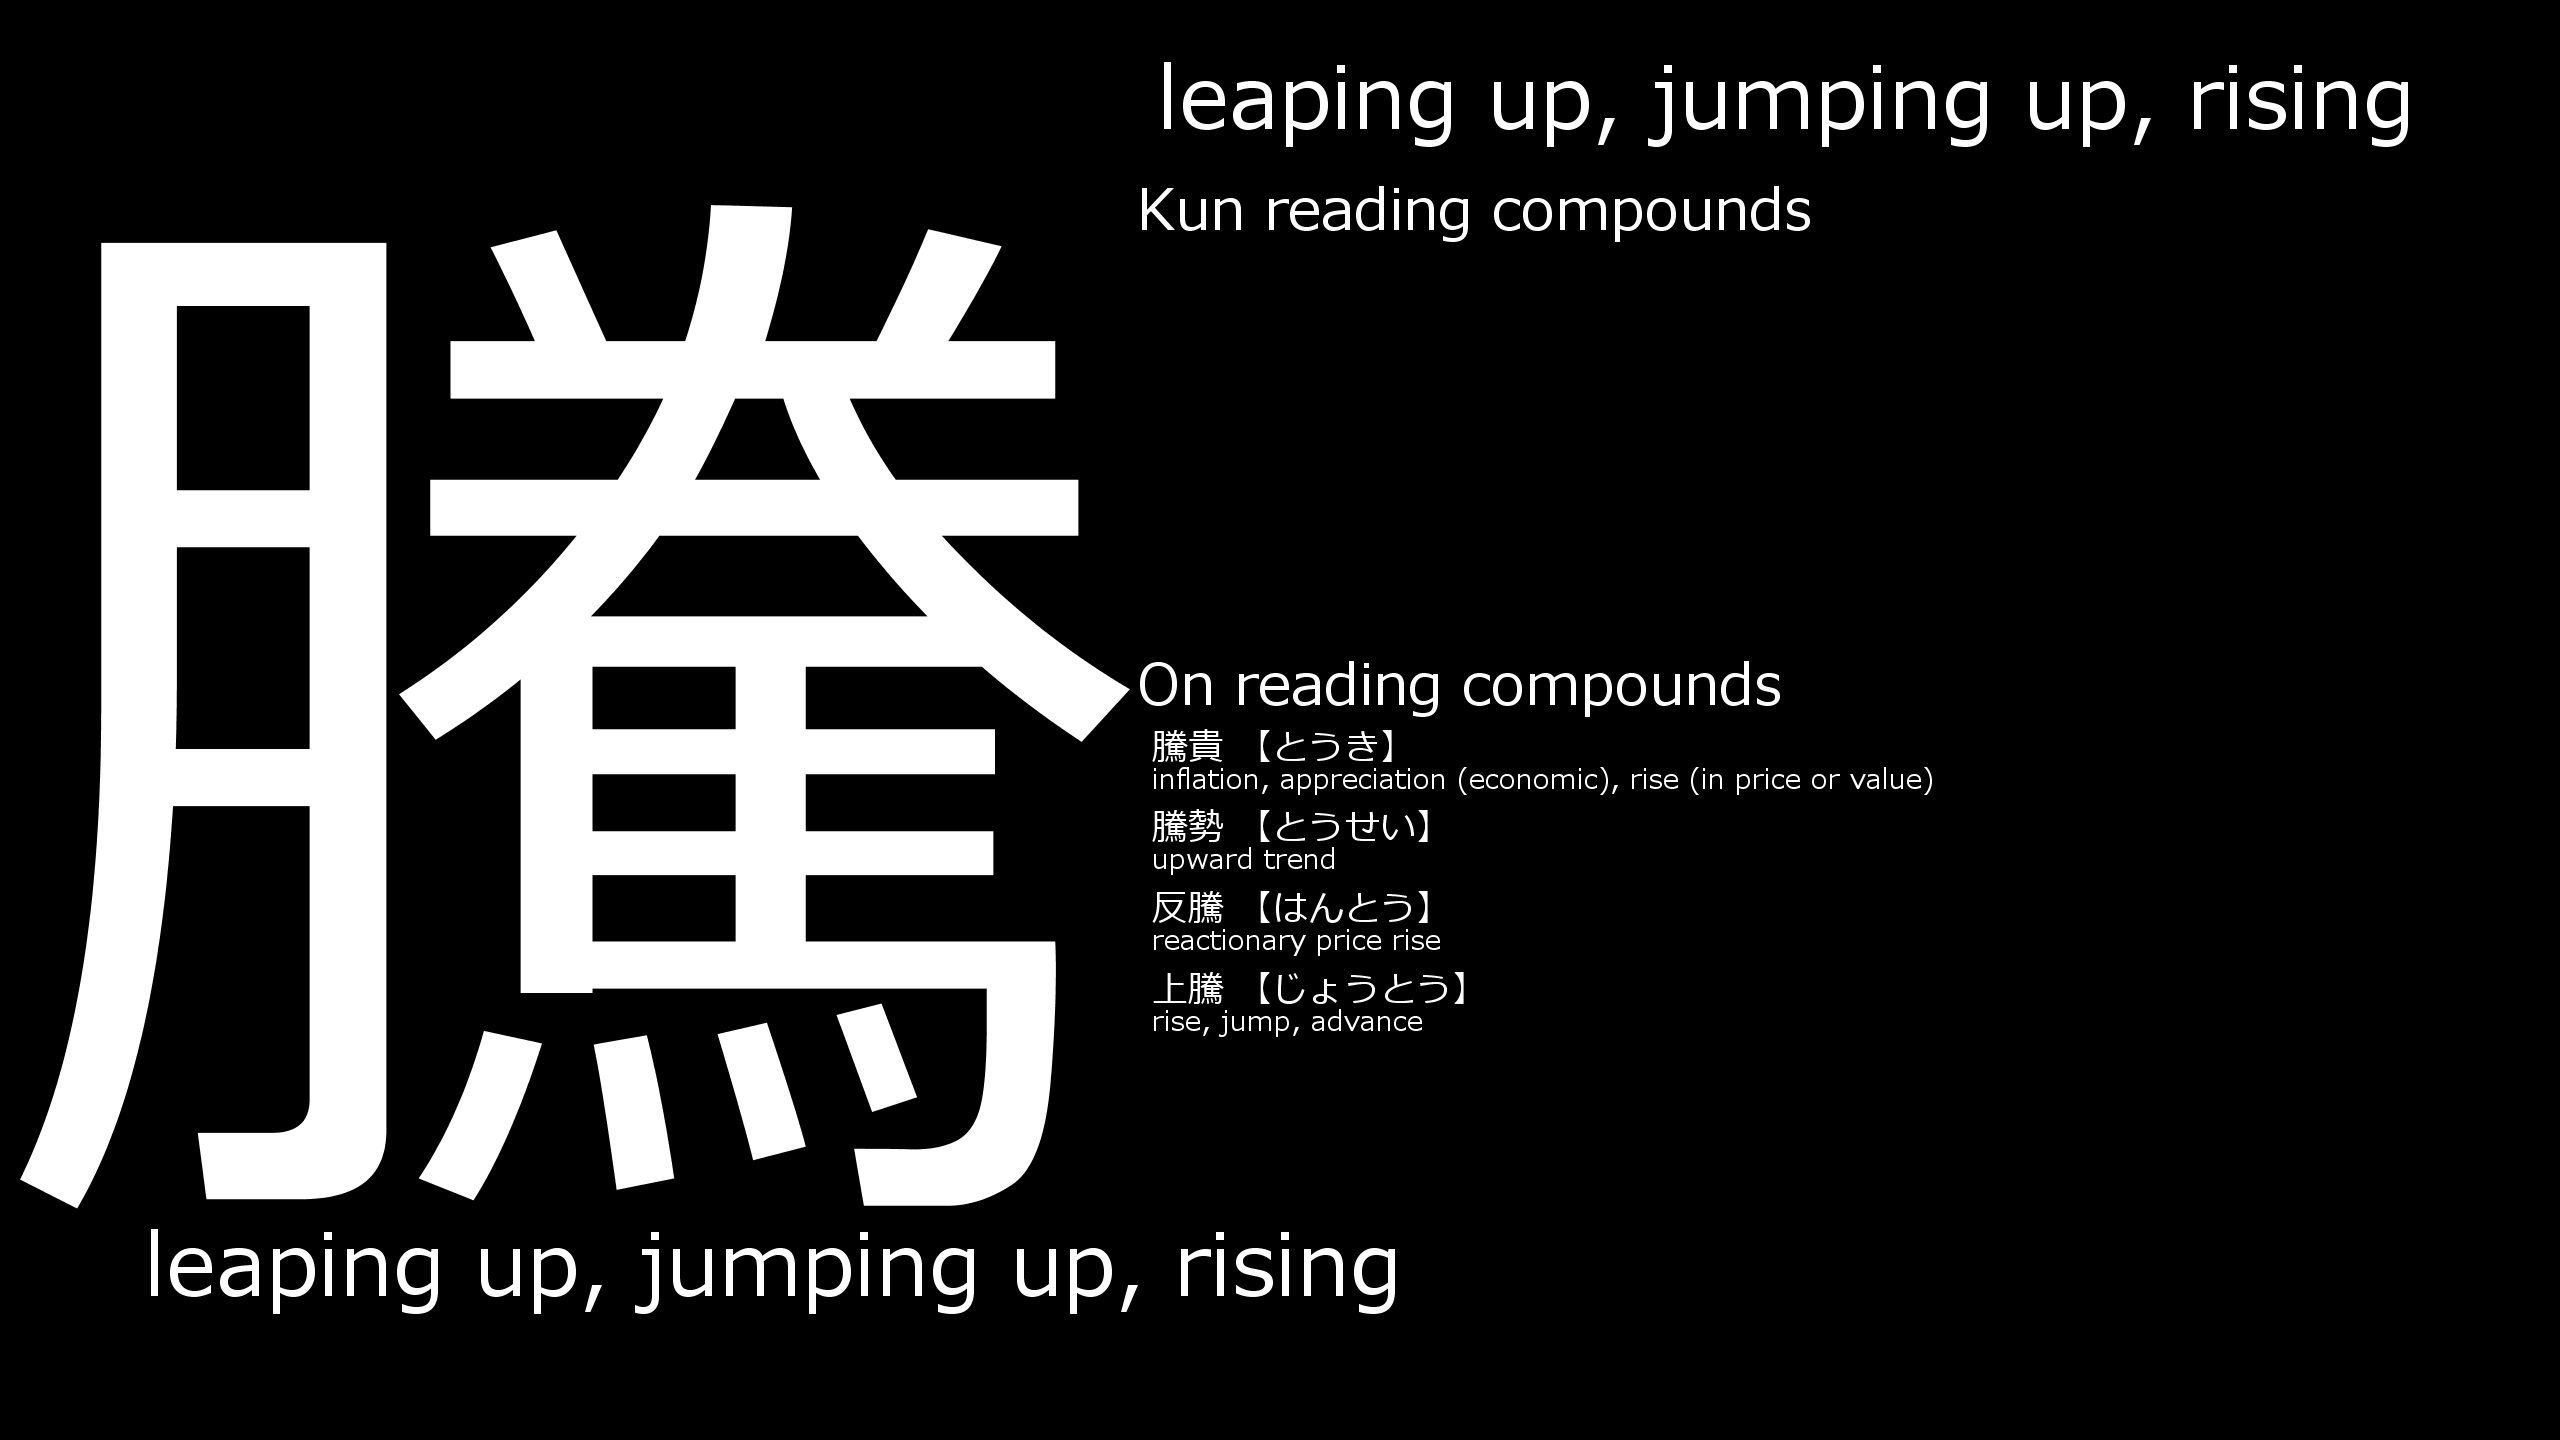 騰
leaping up, jumping up, rising
leaping up, jumping up, rising
Kun reading compounds
On reading compounds
騰貴 【とうき】
inflation, appreciation (economic), rise (in price or value)
騰勢 【とうせい】
upward trend
反騰 【はんとう】
reactionary price rise
上騰 【じょうとう】
rise, jump, advance